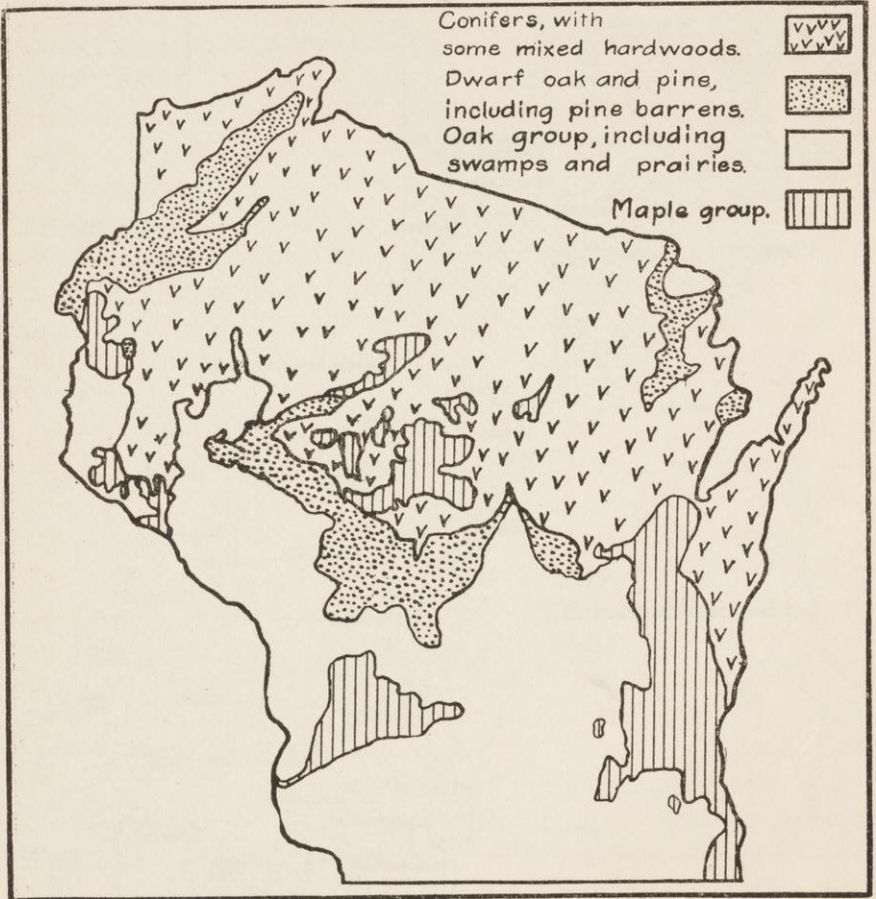 Conifers, with
some mixed hardwoods.
Dwarf oak and pine,
including pine barrens.
Oak group, including
swamps and prairies.
Maple group.